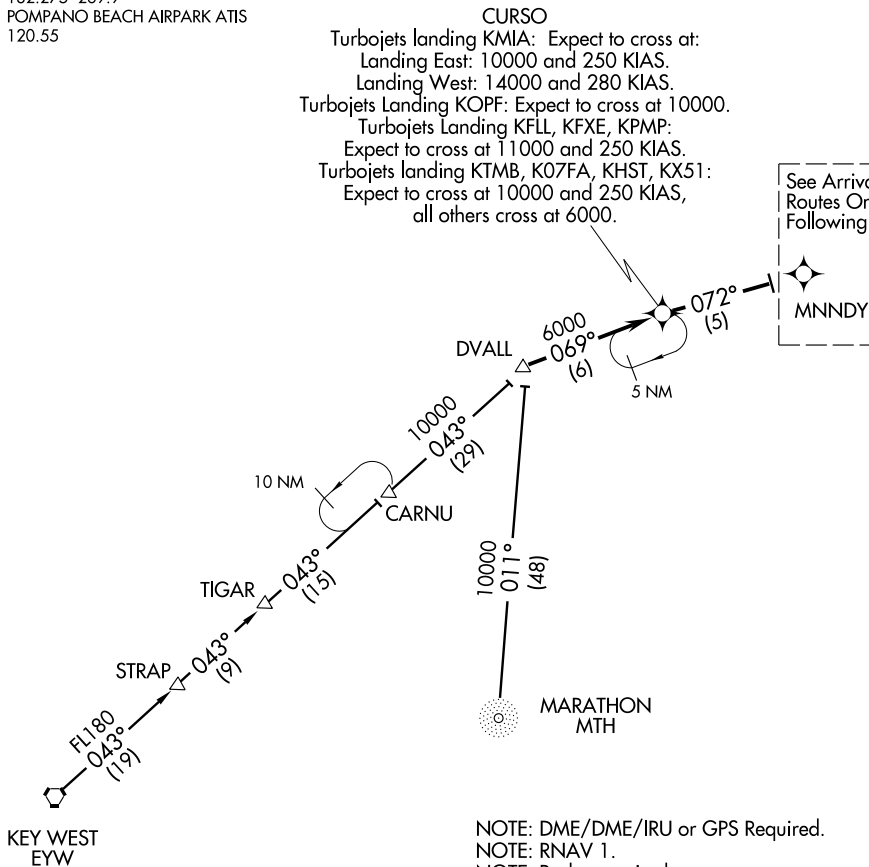 POMPANO BEACH AIRPARK ATIS
120.55
CURSO
Turbojets landing KMIA: Expect to cross at:
Landing East: 10000 and 250 KIAS.
Landing West: 14000 and 280 KIAS.
Turbojets Landing KOPF: Expect to cross at 10000.
Turbojets Landing KFLL, KFXE, KPMP:
Expect to cross at 11000 and 250 KIAS.
Turbojets landing KTMB, K07FA, KHST, KX51:
Expect to cross at 10000 and 250 KIAS,
all others cross at 6000.
See
Routes
Following
MNNDY
072°
(5)
6000
069°
(6)
5 NM
DVALL
10000
043°
(29)
10 NM
CARNU
10000
011°
(48)
043°
(15)
TIGAR
043°
(9)
STRAP
FL180
043°
(19)
MARATHON
MTH
KEY WEST
EYW
NOTE: DME/DME/IRU or GPS Required.
NOTE: RNAV 1.